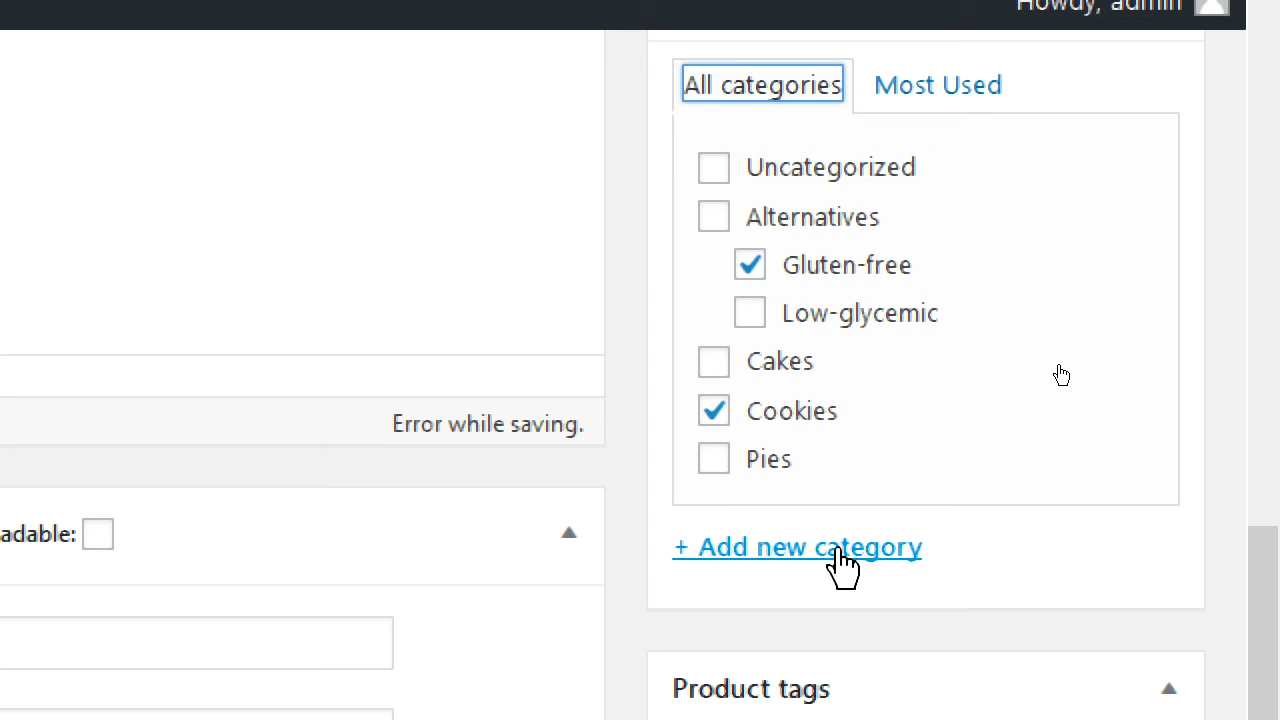 Howdy, admin
All categories Most Used
Uncategorized
Alternatives
Gluten-free
Low-glycemic
Cakes
Error while saving.
Cookies
Pies
adable:
+ Add new category
Product tags